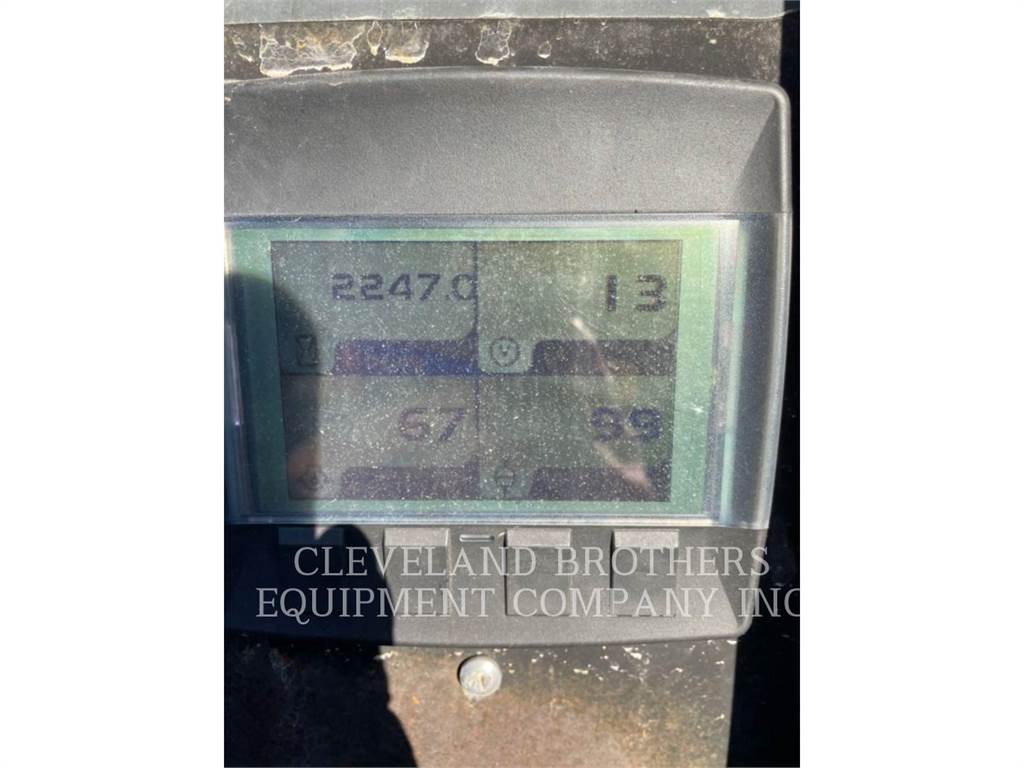 2247.0 13
67 99
CLEVELAND BROTHERS
EQUIPMENT COMPANY INC